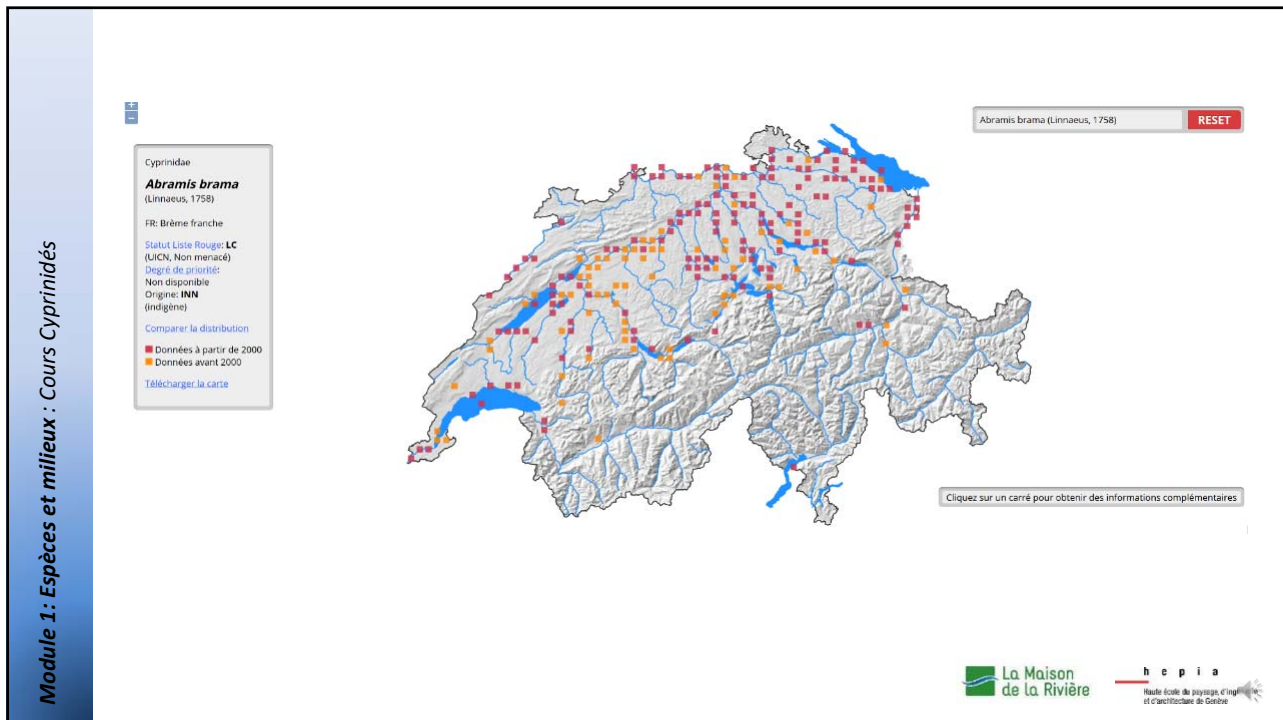 Module 1: Espèces et milieux : Cours Cyprinidés
+
−
Abramis brama (Linnaeus, 1758)
RESET
Cyprinidae
Abramis brama
(Linnaeus, 1758)
FR: Brème franche
Statut Liste Rouge: LC
(UICN, Non menacé)
Degré de priorité:
Non disponible
Origine: INN
(indigène)
Comparer la distribution
Données à partir de 2000
Données avant 2000
Télécharger la carte
Cliquez sur un carré pour obtenir des informations complémentaires
La Maison
de la Rivière
h e p i a
Haute école du paysage, d'ingénierie
et d'architecture de Genève